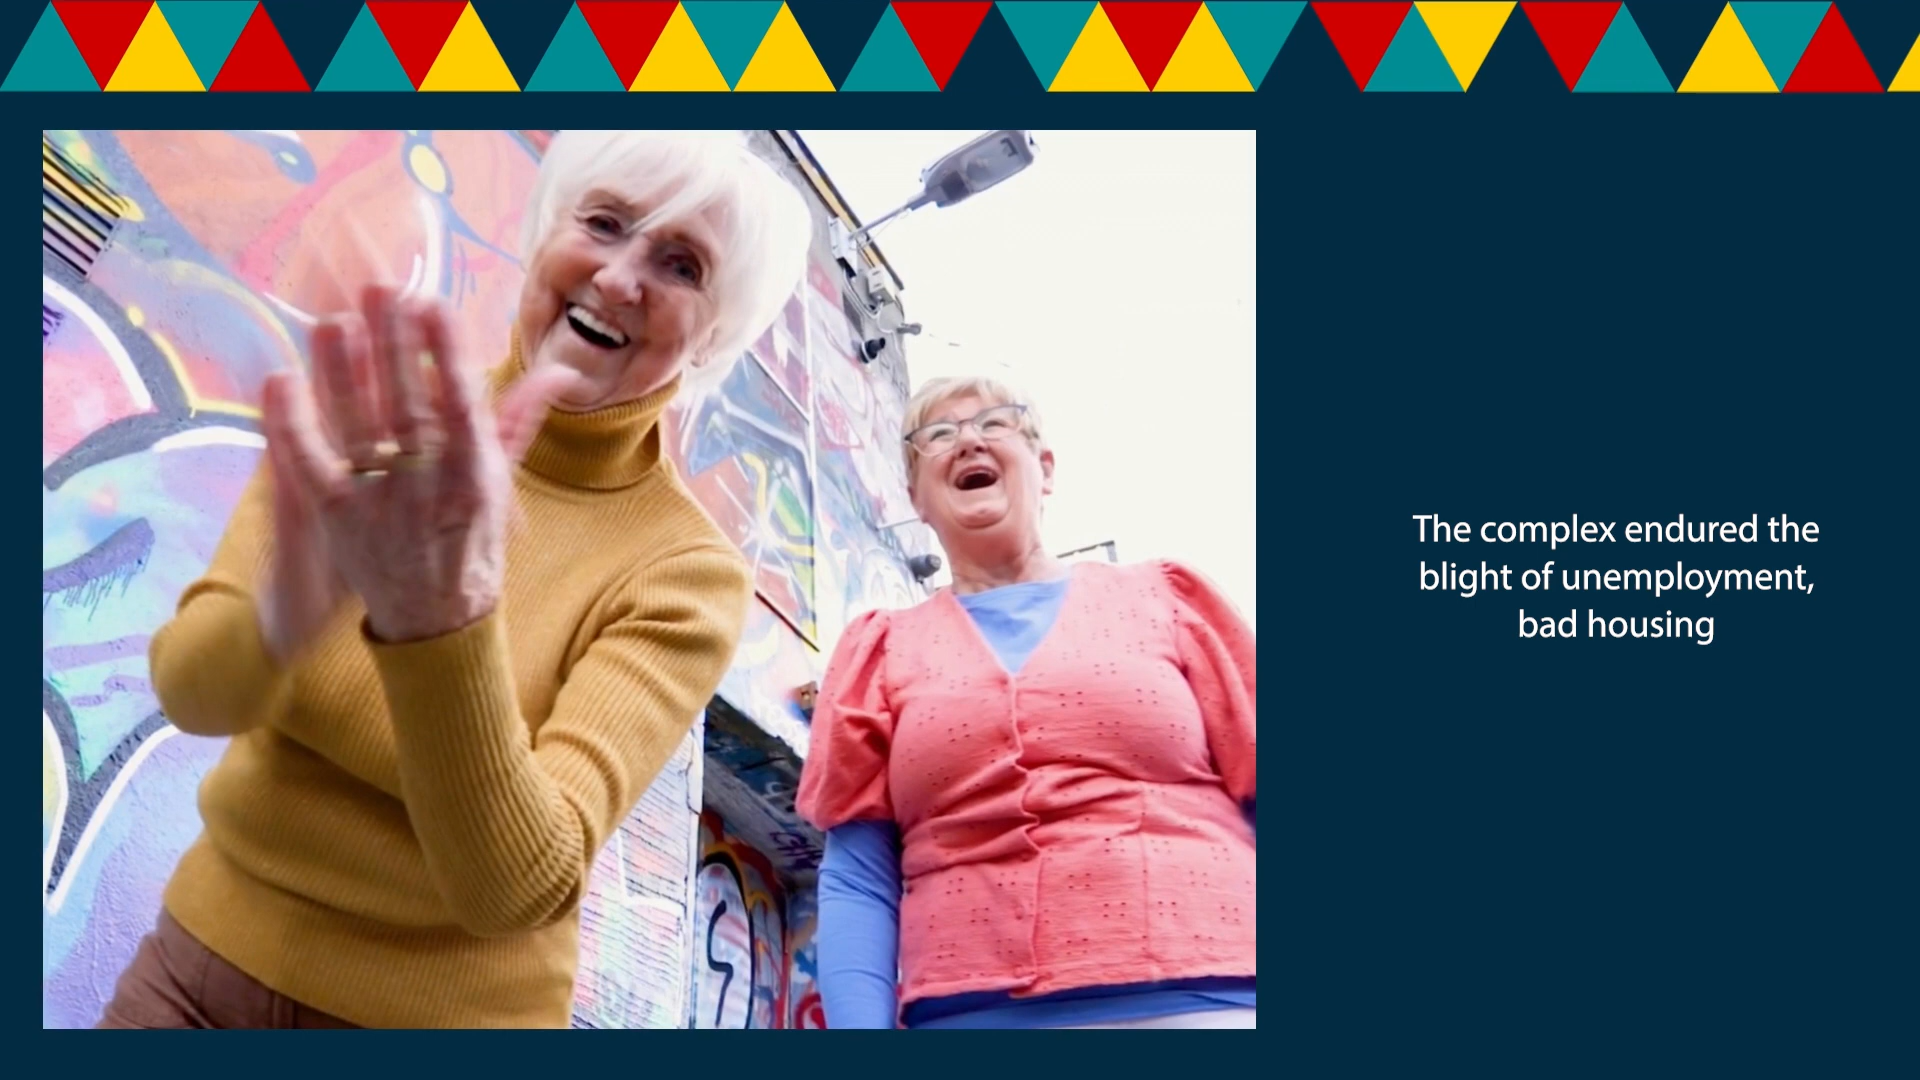 The complex endured the
blight of unemployment,
bad housing